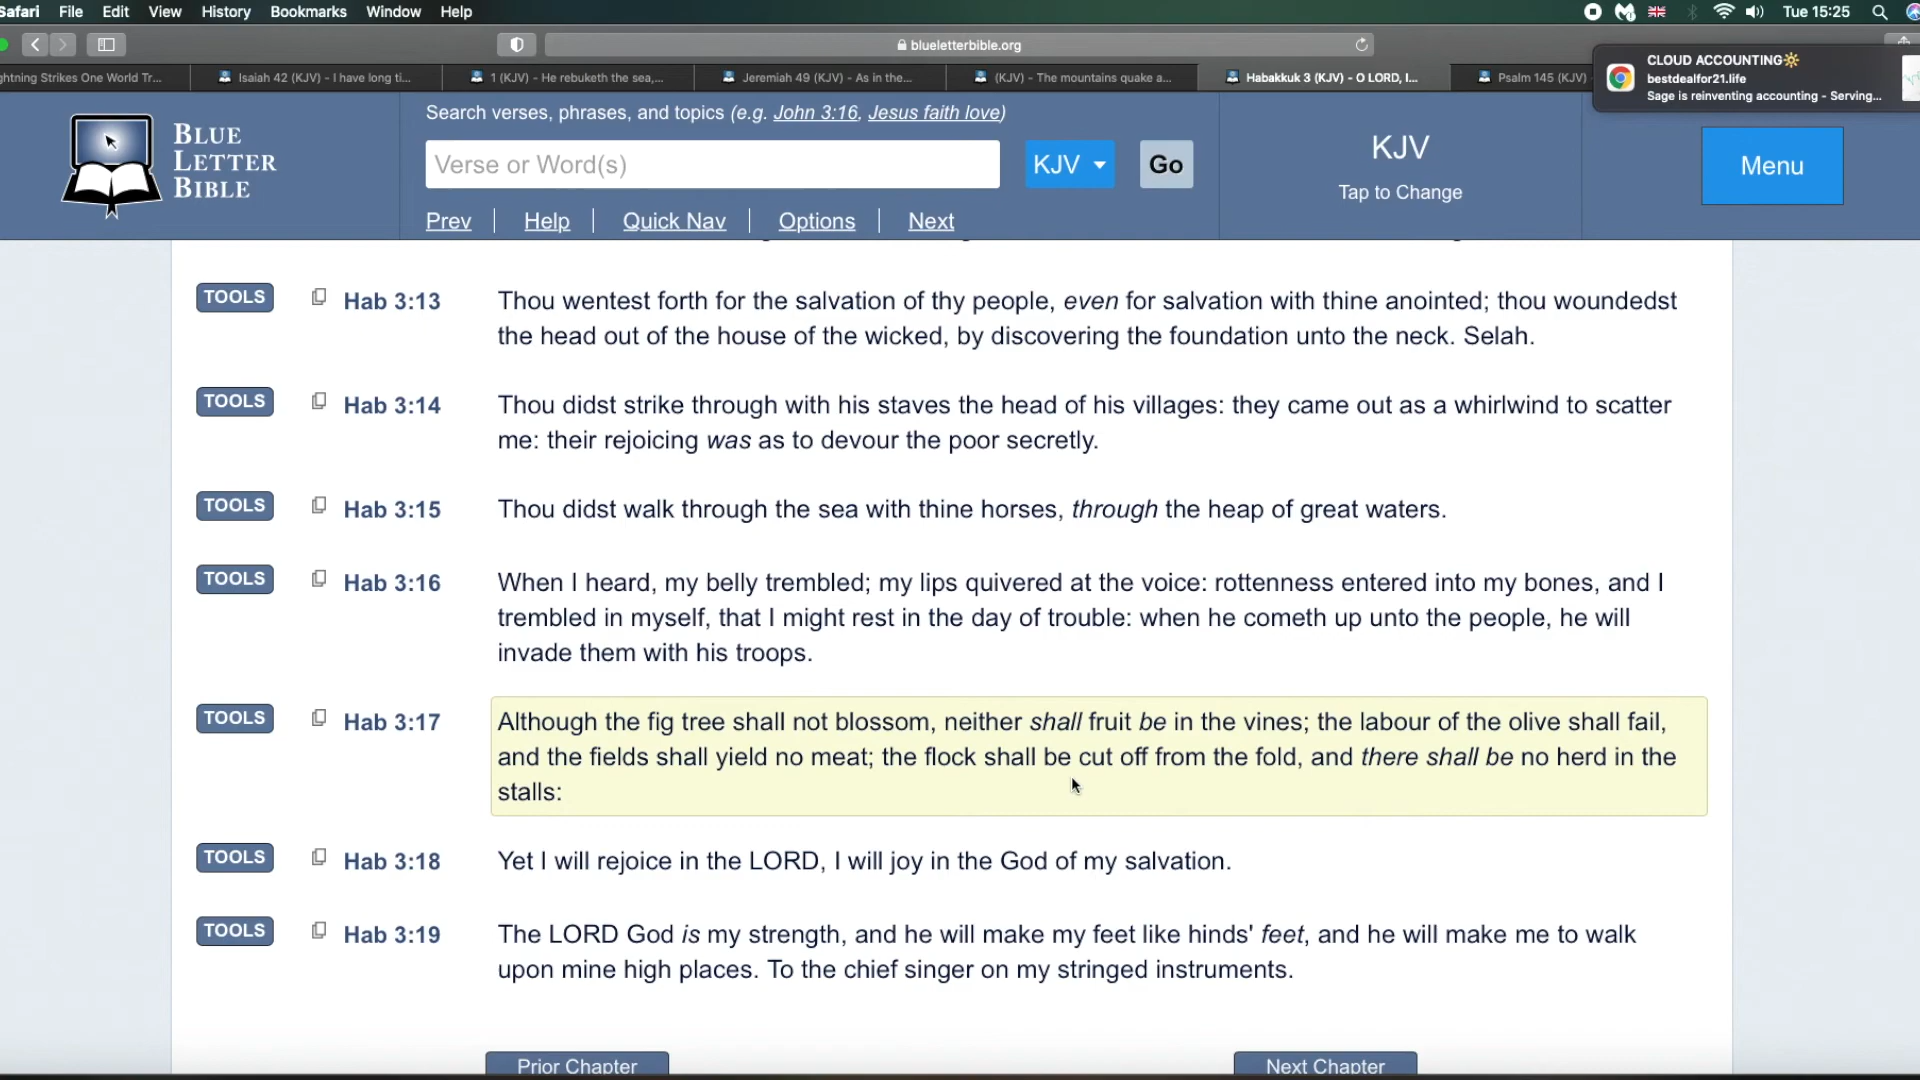 Safari File Edit View History Bookmarks Window Help Tue 15:25
blueletterbible.org
ghtning Strikes One World Tr... Isaiah 42 (KJV) - I have long ti... 1 (KJV) - He rebuketh the sea,... Jeremiah 49 (KJV) - As in the... (KJV) - The mountains quake a... Habakkuk 3 (KJV) - O LORD, I... Psalm 145 (KJV)
CLOUD ACCOUNTING🔆
bestdealfor21.life
Sage is reinventing accounting - Serving...
BLUE
LETTER
BIBLE
Search verses, phrases, and topics (e.g. John 3:16, Jesus faith love)
Verse or Word(s) KJV Go
Prev Help Quick Nav Options Next
KJV
Tap to Change
Menu
TOOLS Hab 3:13 Thou wentest forth for the salvation of thy people, even for salvation with thine anointed; thou woundedst
the head out of the house of the wicked, by discovering the foundation unto the neck. Selah.
TOOLS Hab 3:14 Thou didst strike through with his staves the head of his villages: they came out as a whirlwind to scatter
me: their rejoicing was as to devour the poor secretly.
TOOLS Hab 3:15 Thou didst walk through the sea with thine horses, through the heap of great waters.
TOOLS Hab 3:16 When I heard, my belly trembled; my lips quivered at the voice: rottenness entered into my bones, and I
trembled in myself, that I might rest in the day of trouble: when he cometh up unto the people, he will
invade them with his troops.
TOOLS Hab 3:17 Although the fig tree shall not blossom, neither shall fruit be in the vines; the labour of the olive shall fail,
and the fields shall yield no meat; the flock shall be cut off from the fold, and there shall be no herd in the
stalls:
TOOLS Hab 3:18 Yet I will rejoice in the LORD, I will joy in the God of my salvation.
TOOLS Hab 3:19 The LORD God is my strength, and he will make my feet like hinds' feet, and he will make me to walk
upon mine high places. To the chief singer on my stringed instruments.
Prior Chapter Next Chapter